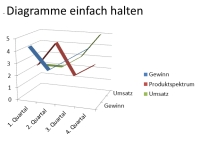 Diagramme einfach halten
5
4
3
2
1
0
1. Quartal
2. Quartal
3. Quartal
4. Quartal
Umsatz
Gewinn
Gewinn
Produktspektrum
Umsatz